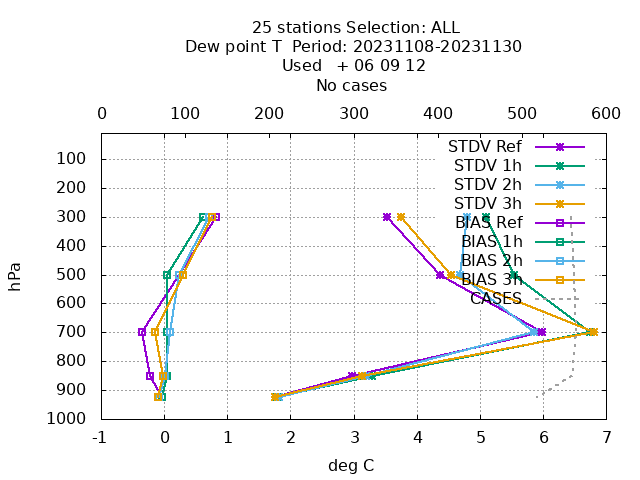 25 stations Selection: ALL
Dew point T  Period: 20231108-20231130
Used   + 06 09 12
No cases
0 100 200 300 400 500 600
STDV Ref
STDV 1h
STDV 2h
STDV 3h
BIAS Ref
BIAS 1h
BIAS 2h
BIAS 3h
CASES
hPa
100
200
300
400
500
600
700
800
900
1000
-1 0 1 2 3 4 5 6 7
deg C